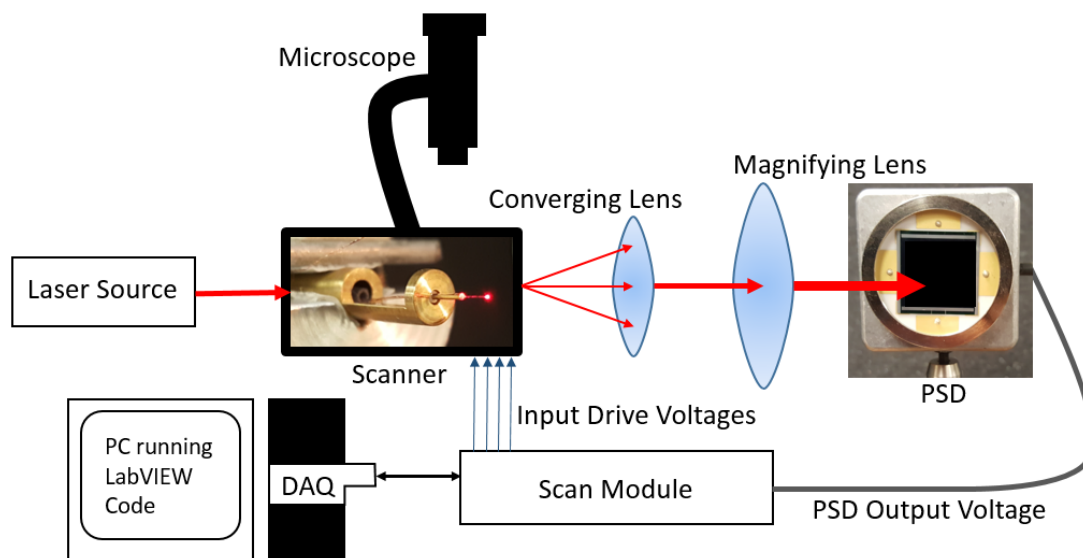 Microscope
Magnifying Lens
Converging Lens
Laser Source
Scanner
PSD
Input Drive Voltages
PC running
LabVIEW
Code
DAQ
Scan Module
PSD Output Voltage